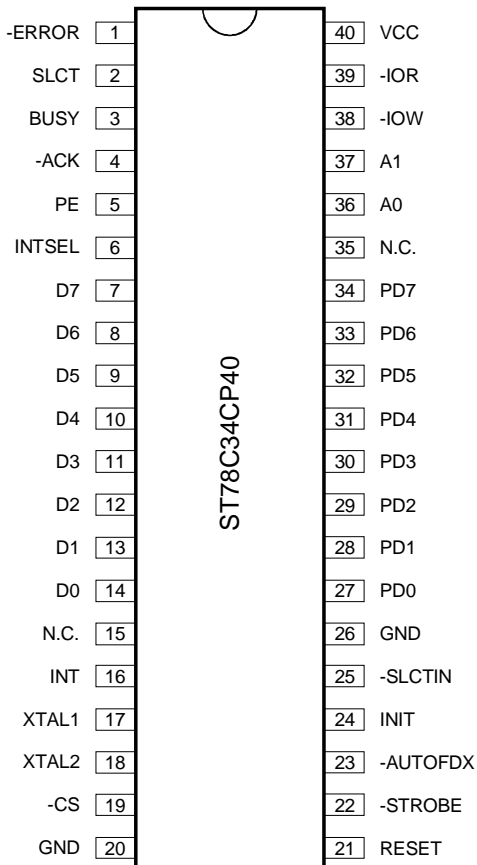 -ERROR 1 40 VCC
SLCT 2 39 -IOR
BUSY 3 38 -IOW
-ACK 4 37 A1
PE 5 36 A0
INTSEL 6 35 N.C.
D7 7 34 PD7
D6 8 33 PD6
D5 9 32 PD5
D4 10 31 PD4
D3 11 30 PD3
D2 12 29 PD2
D1 13 28 PD1
D0 14 27 PD0
N.C. 15 26 GND
INT 16 25 -SLCTIN
XTAL1 17 24 INIT
XTAL2 18 23 -AUTOFDX
-CS 19 22 -STROBE
GND 20 21 RESET
ST78C34CP40